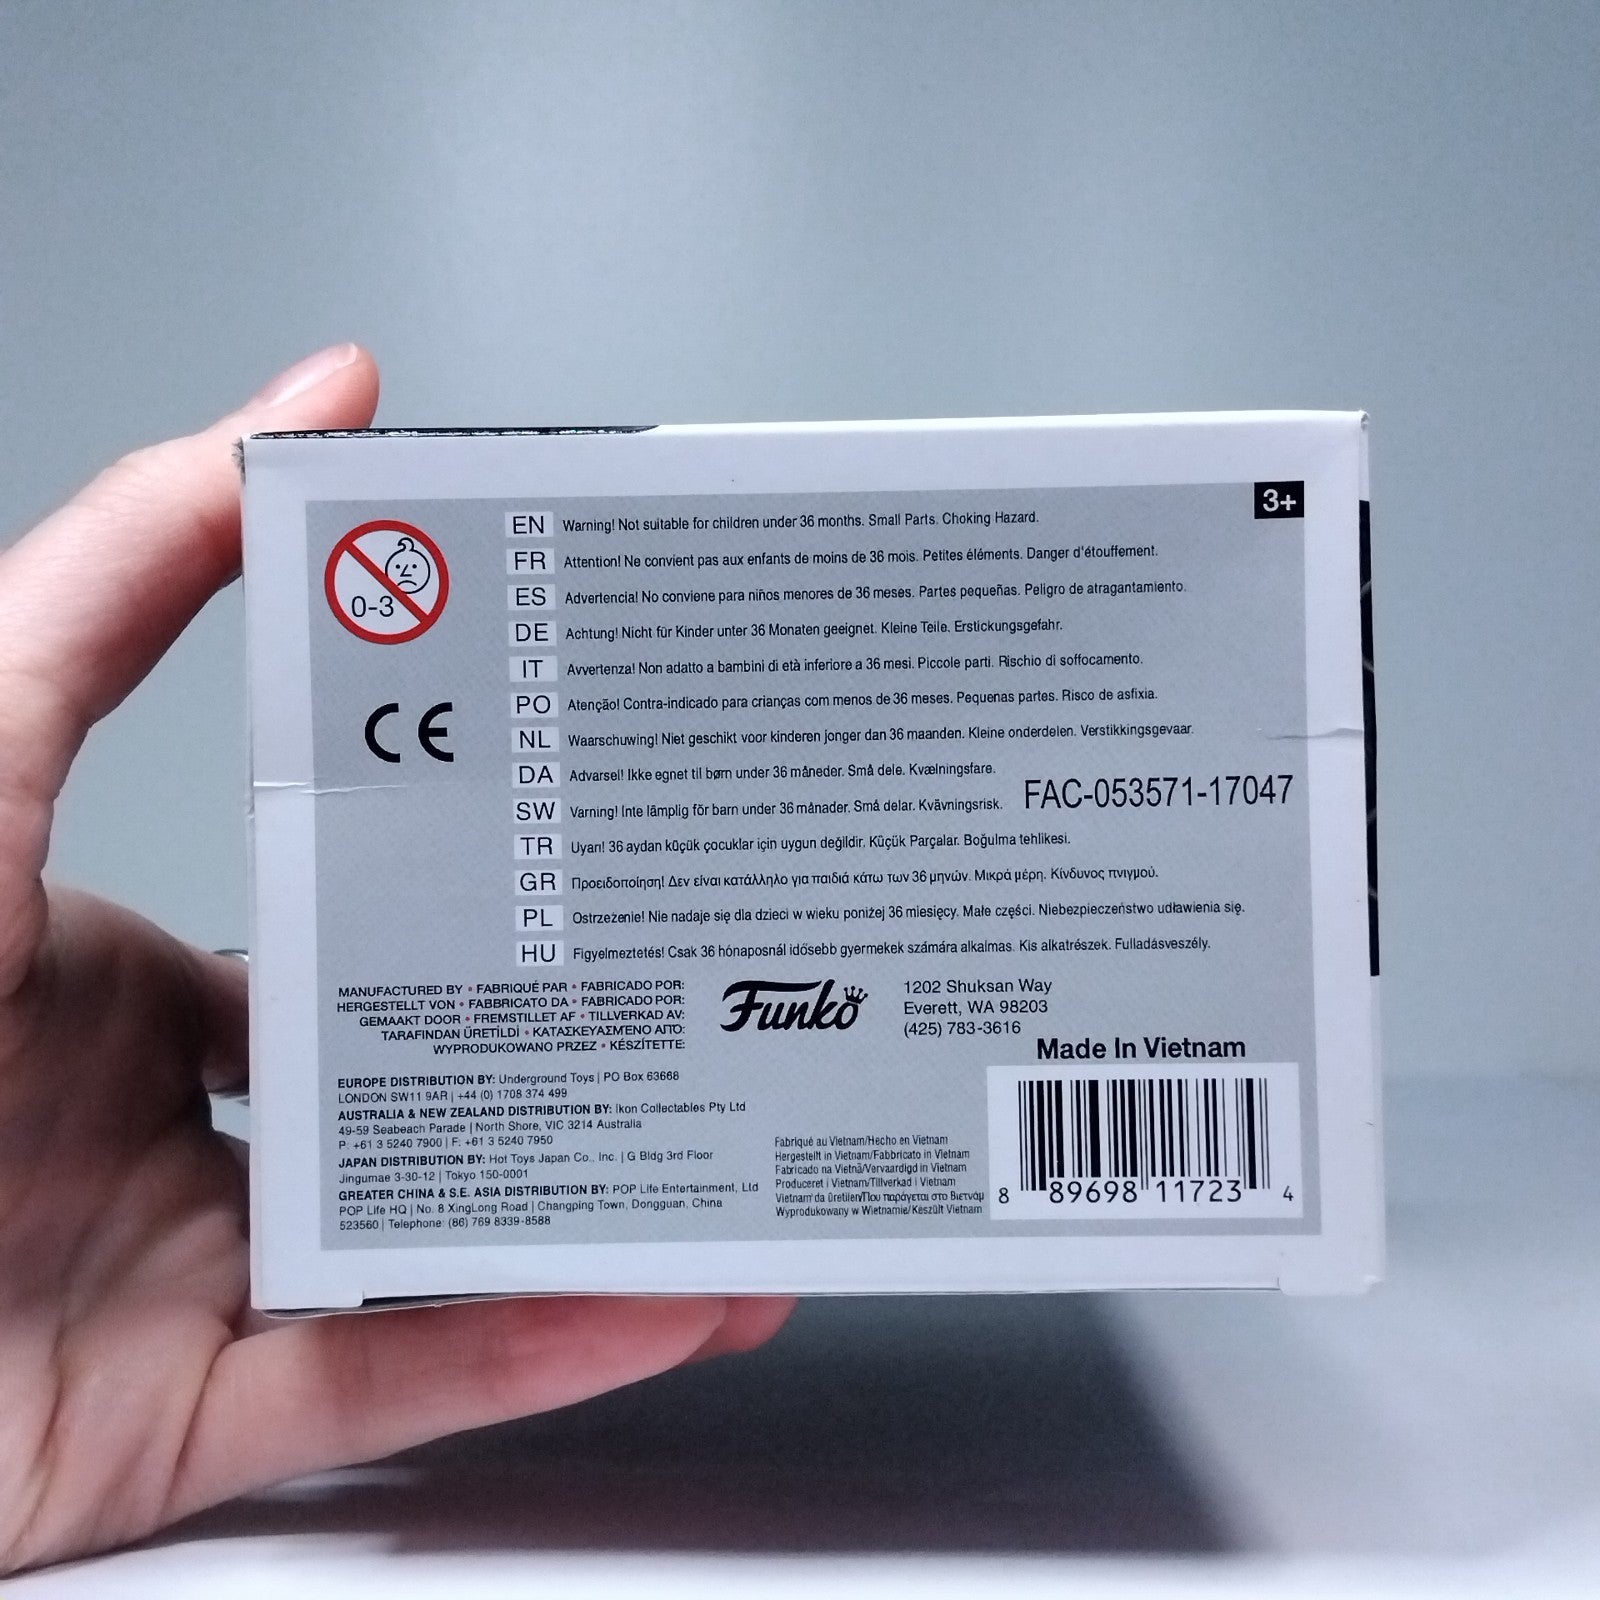 3+
0-3
EN Warning! Not suitable for children under 36 months. Small Parts. Choking Hazard.
FR Attention! Ne convient pas aux enfants de moins de 36 mois. Petites éléments. Danger d'étouffement.
ES Advertencia! No conviene para niños menores de 36 meses. Partes pequeñas. Peligro de atragantamiento.
DE Achtung! Nicht für Kinder unter 36 Monaten geeignet. Kleine Teile. Erstickungsgefahr.
IT Avvertenza! Non adatto a bambini di età inferiore a 36 mesi. Piccole parti. Rischio di soffocamento.
PO Atenção! Contra-indicado para crianças com menos de 36 meses. Pequenas partes. Risco de asfixia.
CE
NL Waarschuwing! Niet geschikt voor kinderen jonger dan 36 maanden. Kleine onderdelen. Verstikkingsgevaar.
DA Advarsel! Ikke egnet til børn under 36 måneder. Små dele. Kvælningsfare.
SW Varning! Inte lämplig för barn under 36 månader. Små delar. Kvävningsrisk.
FAC-053571-17047
TR Uyarı! 36 aydan küçük çocuklar için uygun değildir. Küçük Parçalar. Boğulma tehlikesi.
GR Προειδοποίηση! Δεν είναι κατάλληλο για παιδιά κάτω των 36 μηνών. Μικρά μέρη. Κίνδυνος πνιγμού.
PL Ostrzeżenie! Nie nadaje się dla dzieci w wieku poniżej 36 miesięcy. Małe części. Niebezpieczeństwo udławienia się.
HU Figyelmeztetés! Csak 36 hónaposnál idősebb gyermekek számára alkalmas. Kis alkatrészek. Fulladásveszély.
MANUFACTURED BY • FABRIQUÉ PAR • FABRICADO POR:
HERGESTELLT VON • FABBRICATO DA • FABRICADO POR:
GEMAAKT DOOR • FREMSTILLET AF • TILLVERKAD AV:
TARAFINDAN ÜRETİLDİ • ΚΑΤΑΣΚΕΥΑΣΜΕΝΟ ΑΠΌ:
WYPRODUKOWANO PRZEZ • KÉSZÍTETTE:
Funko
1202 Shuksan Way
Everett, WA 98203
(425) 783-3616
Made In Vietnam
EUROPE DISTRIBUTION BY: Underground Toys | PO Box 63668
LONDON SW11 9AR | +44 (0) 1708 374 499
AUSTRALIA & NEW ZEALAND DISTRIBUTION BY: Ikon Collectables Pty Ltd
49-59 Seabeach Parade | North Shore, VIC 3214 Australia
P: +61 3 5240 7900 | F: +61 3 5240 7950
JAPAN DISTRIBUTION BY: Hot Toys Japan Co., Inc. | G Bldg 3rd Floor
Jingumae 3-30-12 | Tokyo 150-0001
GREATER CHINA & S.E. ASIA DISTRIBUTION BY: POP Life Entertainment, Ltd
POP Life HQ | No. 8 XingLong Road | Changping Town, Dongguan, China
523560 | Telephone: (86) 769 8339-8588
Fabriqué au Vietnam/Hecho en Vietnam
Hergestellt in Vietnam/Fabbricato in Vietnam
Fabricado na Vietnã/Vervaardigd in Vietnam
Produceret i Vietnam/Tillverkad i Vietnam
Vietnam'da üretilen/Που παράγεται στο Βιετνάμ
Wyprodukowany w Wietnamie/Készült Vietnam
8 89698 11723 4